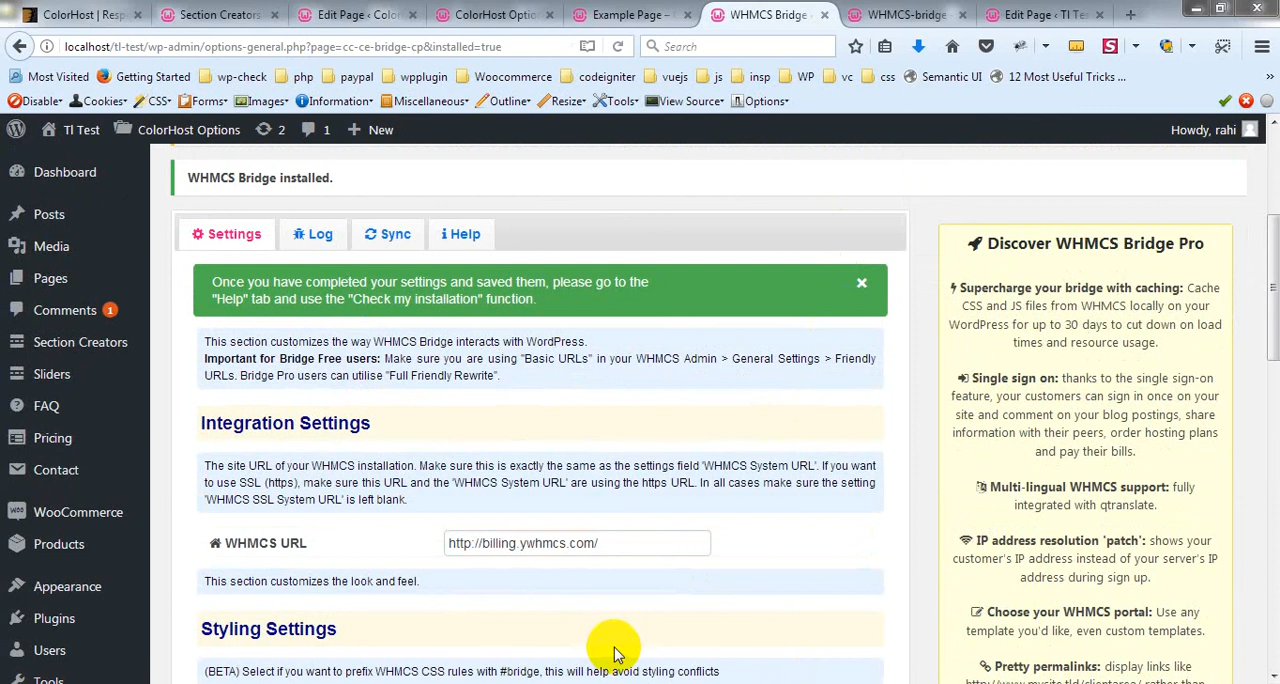 ColorHost | Resp
Section Creators
Edit Page ‹ Color
ColorHost Option
Example Page –
WHMCS Bridge ‹
WHMCS-bridge
Edit Page ‹ Tl Test
localhost/tl-test/wp-admin/options-general.php?page=cc-ce-bridge-cp&installed=true
Search
Most Visited
Getting Started
wp-check
php
paypal
wpplugin
Woocommerce
codeigniter
vuejs
js
insp
WP
vc
css
Semantic UI
12 Most Useful Tricks ...
Disable
Cookies
CSS
Forms
Images
Information
Miscellaneous
Outline
Resize
Tools
View Source
Options
Tl Test
ColorHost Options
2
1
New
Howdy, rahi
Dashboard
Posts
Media
Pages
Comments 1
Section Creators
Sliders
FAQ
Pricing
Contact
WooCommerce
Products
Appearance
Plugins
Users
Tools
WHMCS Bridge installed.
Settings
Log
Sync
Help
Once you have completed your settings and saved them, please go to the
"Help" tab and use the "Check my installation" function.
This section customizes the way WHMCS Bridge interacts with WordPress.
Important for Bridge Free users: Make sure you are using "Basic URLs" in your WHMCS Admin > General Settings > Friendly
URLs. Bridge Pro users can utilise "Full Friendly Rewrite".
Integration Settings
The site URL of your WHMCS installation. Make sure this is exactly the same as the settings field 'WHMCS System URL'. If you want
to use SSL (https), make sure this URL and the 'WHMCS System URL' are using the https URL. In all cases make sure the setting
'WHMCS SSL System URL' is left blank.
WHMCS URL
http://billing.ywhmcs.com/
This section customizes the look and feel.
Styling Settings
(BETA) Select if you want to prefix WHMCS CSS rules with #bridge, this will help avoid styling conflicts
Discover WHMCS Bridge Pro
Supercharge your bridge with caching: Cache
CSS and JS files from WHMCS locally on your
WordPress for up to 30 days to cut down on load
times and resource usage.
Single sign on: thanks to the single sign-on
feature, your customers can sign in once on your
site and comment on your blog postings, share
information with their peers, order hosting plans
and pay their bills.
Multi-lingual WHMCS support: fully
integrated with qtranslate.
IP address resolution 'patch': shows your
customer's IP address instead of your server's IP
address during sign up.
Choose your WHMCS portal: Use any
template you'd like, even custom templates.
Pretty permalinks: display links like
http://www.mysite.tld/clientarea/ rather than